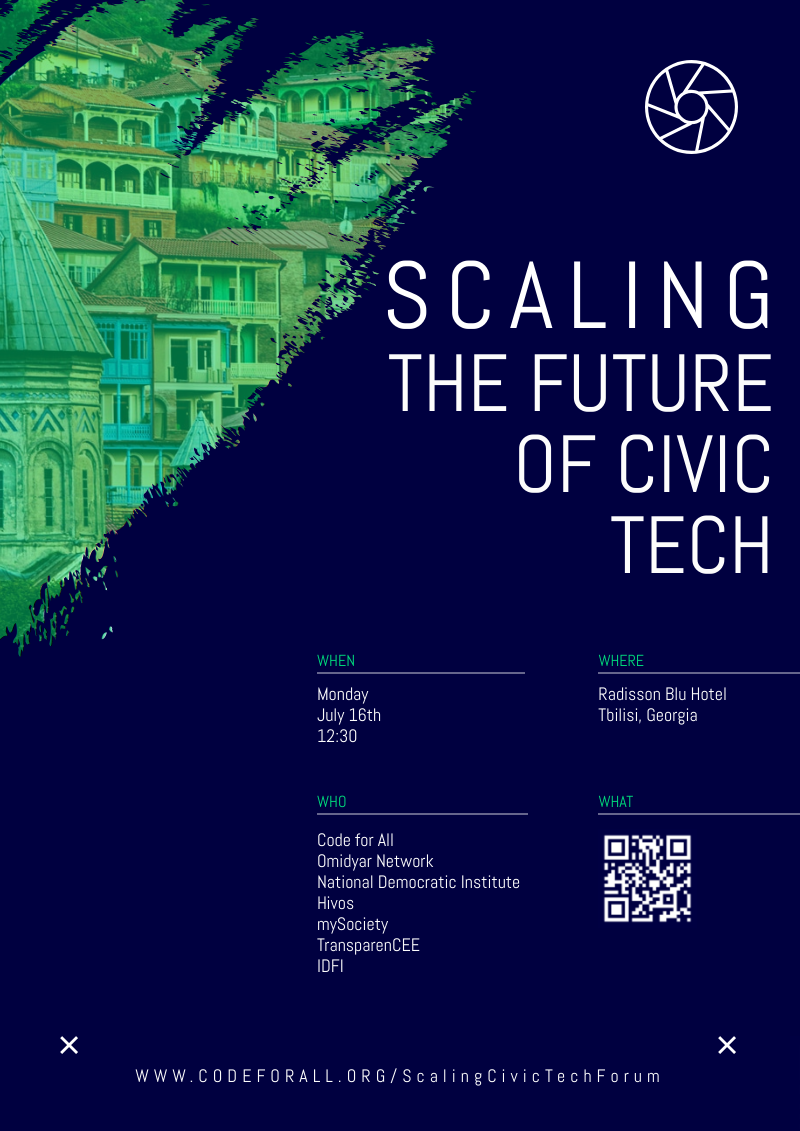 SCALING
THE FUTURE
OF CIVIC
TECH
WHEN
Monday
July 16th
12:30
WHERE
Radisson Blu Hotel
Tbilisi, Georgia
WHO
Code for All
Omidyar Network
National Democratic Institute
Hivos
mySociety
TransparenCEE
IDFI
WHAT
WWW.CODEFORALL.ORG/ScalingCivicTechForum